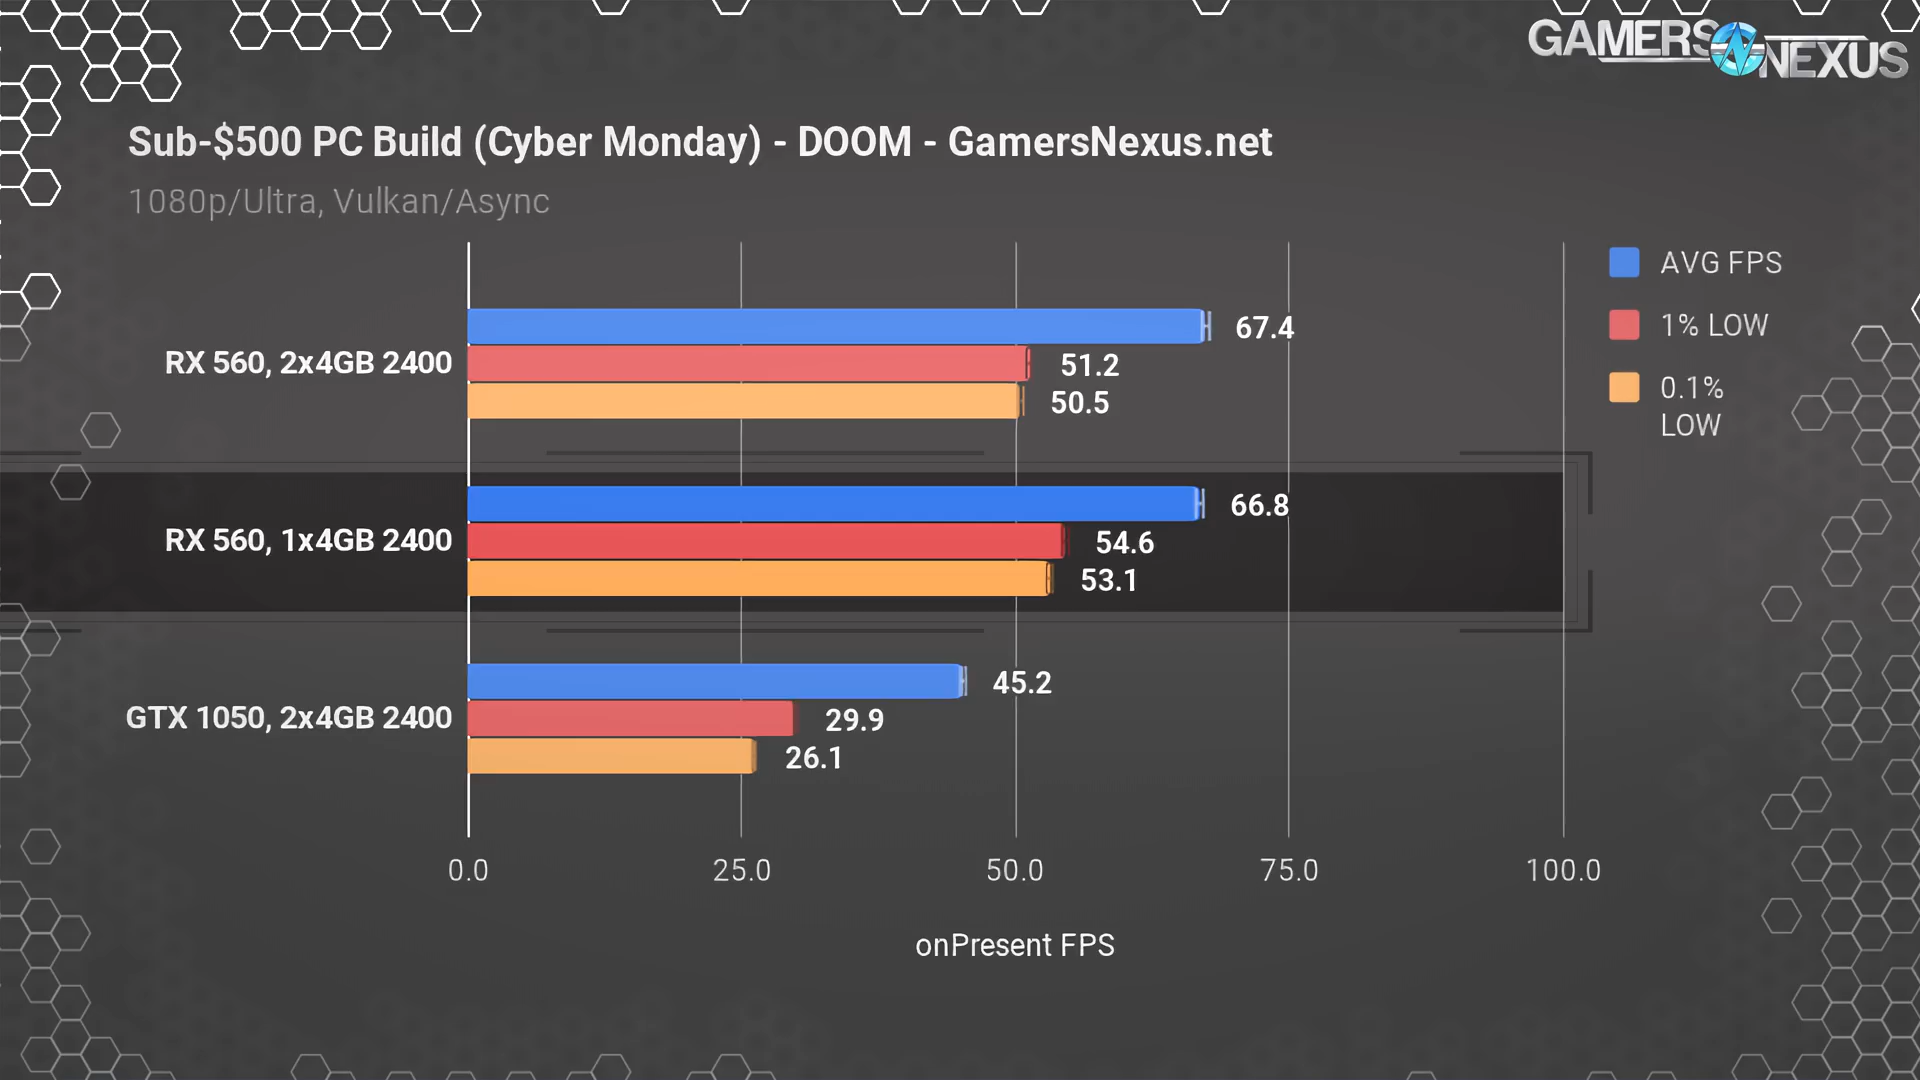 GAMERS NEXUS
Sub-$500 PC Build (Cyber Monday) - DOOM - GamersNexus.net
1080p/Ultra, Vulkan/Async
AVG FPS
1% LOW
0.1%
LOW
RX 560, 2x4GB 2400
67.4
51.2
50.5
RX 560, 1x4GB 2400
66.8
54.6
53.1
GTX 1050, 2x4GB 2400
45.2
29.9
26.1
0.0 25.0 50.0 75.0 100.0
onPresent FPS